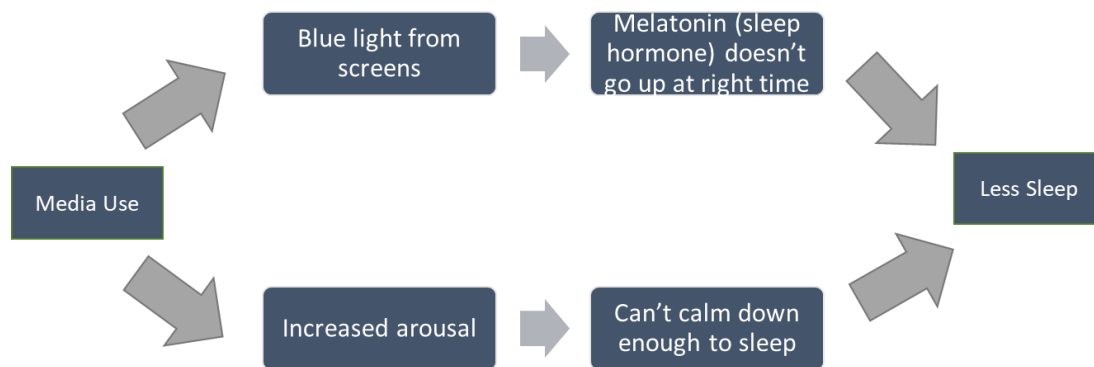 Media Use
Blue light from
screens
Melatonin (sleep
hormone) doesn’t
go up at right time
Increased arousal
Can’t calm down
enough to sleep
Less Sleep